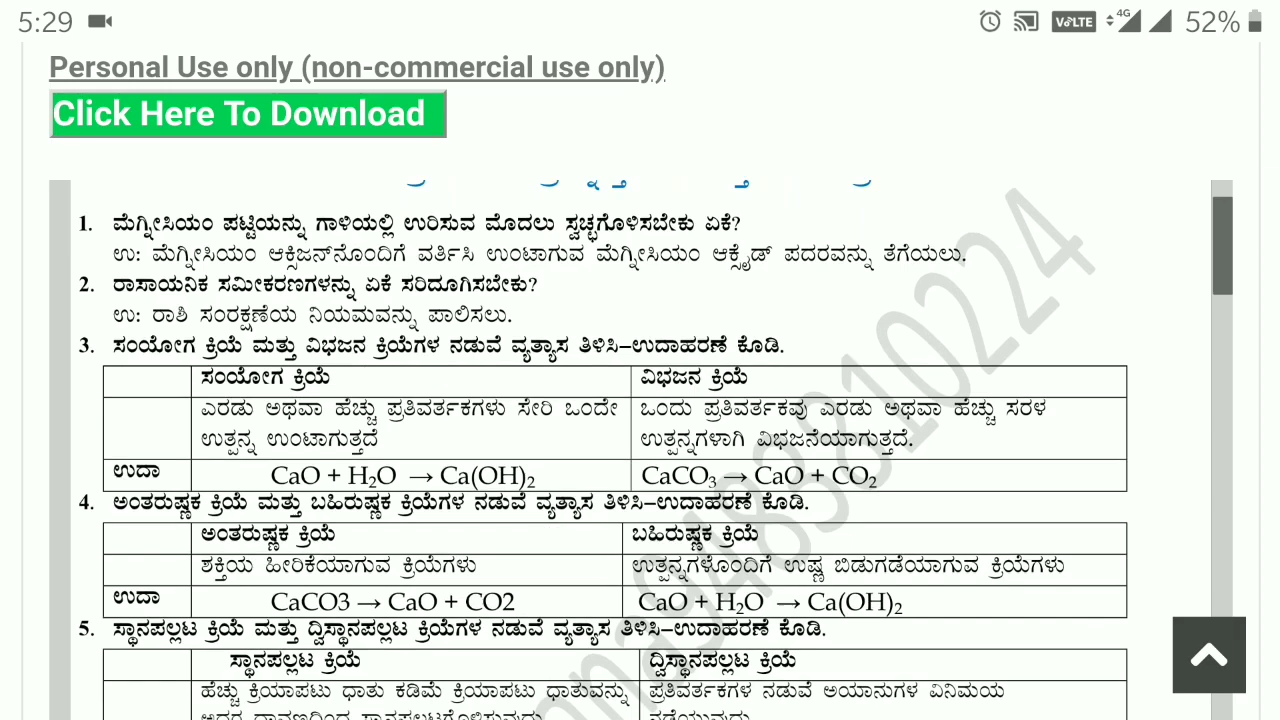 5:29 4G VoLTE 52%
Personal Use only (non-commercial use only)
Click Here To Download
1. ಮೆಗ್ನೀಸಿಯಂ ಪಟ್ಟಿಯನ್ನು ಗಾಳಿಯಲ್ಲಿ ಉರಿಸುವ ಮೊದಲು ಸ್ವಚ್ಛಗೊಳಿಸಬೇಕು ಏಕೆ?
ಉ: ಮೆಗ್ನೀಸಿಯಂ ಆಕ್ಸಿಜನ್‌ನೊಂದಿಗೆ ವರ್ತಿಸಿ ಉಂಟಾಗುವ ಮೆಗ್ನೀಸಿಯಂ ಆಕ್ಸೈಡ್ ಪದರವನ್ನು ತೆಗೆಯಲು.
2. ರಾಸಾಯನಿಕ ಸಮೀಕರಣಗಳನ್ನು ಏಕೆ ಸರಿದೂಗಿಸಬೇಕು?
ಉ: ರಾಶಿ ಸಂರಕ್ಷಣೆಯ ನಿಯಮವನ್ನು ಪಾಲಿಸಲು.
3. ಸಂಯೋಗ ಕ್ರಿಯೆ ಮತ್ತು ವಿಭಜನ ಕ್ರಿಯೆಗಳ ನಡುವೆ ವ್ಯತ್ಯಾಸ ತಿಳಿಸಿ–ಉದಾಹರಣೆ ಕೊಡಿ.
ಸಂಯೋಗ ಕ್ರಿಯೆ ವಿಭಜನ ಕ್ರಿಯೆ
ಎರಡು ಅಥವಾ ಹೆಚ್ಚು ಪ್ರತಿವರ್ತಕಗಳು ಸೇರಿ ಒಂದೇ ಒಂದು ಪ್ರತಿವರ್ತಕವು ಎರಡು ಅಥವಾ ಹೆಚ್ಚು ಸರಳ
ಉತ್ಪನ್ನ ಉಂಟಾಗುತ್ತದೆ ಉತ್ಪನ್ನಗಳಾಗಿ ವಿಭಜನೆಯಾಗುತ್ತದೆ.
ಉದಾ CaO + H₂O → Ca(OH)₂ CaCO₃ → CaO + CO₂
4. ಅಂತರುಷ್ಣಕ ಕ್ರಿಯೆ ಮತ್ತು ಬಹಿರುಷ್ಣಕ ಕ್ರಿಯೆಗಳ ನಡುವೆ ವ್ಯತ್ಯಾಸ ತಿಳಿಸಿ–ಉದಾಹರಣೆ ಕೊಡಿ.
ಅಂತರುಷ್ಣಕ ಕ್ರಿಯೆ ಬಹಿರುಷ್ಣಕ ಕ್ರಿಯೆ
ಶಕ್ತಿಯ ಹೀರಿಕೆಯಾಗುವ ಕ್ರಿಯೆಗಳು ಉತ್ಪನ್ನಗಳೊಂದಿಗೆ ಉಷ್ಣ ಬಿಡುಗಡೆಯಾಗುವ ಕ್ರಿಯೆಗಳು
ಉದಾ CaCO3 → CaO + CO2 CaO + H₂O → Ca(OH)₂
5. ಸ್ಥಾನಪಲ್ಲಟ ಕ್ರಿಯೆ ಮತ್ತು ದ್ವಿಸ್ಥಾನಪಲ್ಲಟ ಕ್ರಿಯೆಗಳ ನಡುವೆ ವ್ಯತ್ಯಾಸ ತಿಳಿಸಿ–ಉದಾಹರಣೆ ಕೊಡಿ.
ಸ್ಥಾನಪಲ್ಲಟ ಕ್ರಿಯೆ ದ್ವಿಸ್ಥಾನಪಲ್ಲಟ ಕ್ರಿಯೆ
ಹೆಚ್ಚು ಕ್ರಿಯಾಪಟು ಧಾತು ಕಡಿಮೆ ಕ್ರಿಯಾಪಟು ಧಾತುವನ್ನು ಪ್ರತಿವರ್ತಕಗಳ ನಡುವೆ ಅಯಾನುಗಳ ವಿನಿಮಯ